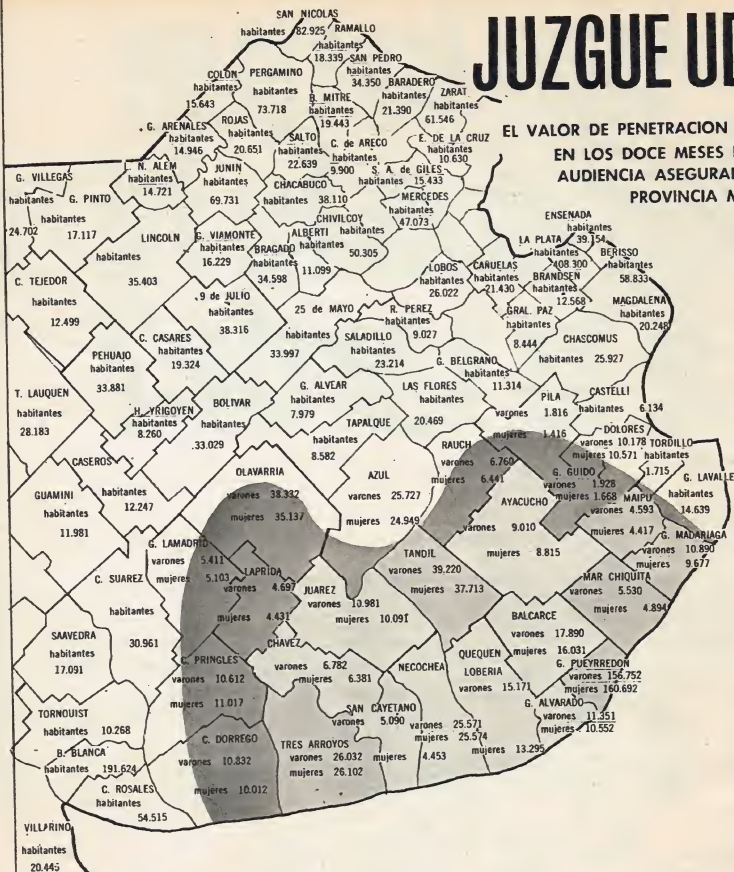 JUZGUE UD
EL VALOR DE PENETRACION
EN LOS DOCE MESES
AUDIENCIA ASEGURA
PROVINCIA M
SAN NICOLAS
habitantes 82.925
RAMALLO
habitantes
18.339
SAN PEDRO
habitantes
34.350
COLON
habitantes
15.643
PERGAMINO
habitantes
73.718
B. MITRE
habitantes
19.443
BARADERO
habitantes
21.390
ZARAT
61.546
G. ARENALES
habitantes
14.946
ROJAS
habitantes
20.651
SALTO
habitantes
22.639
C. de ARECO
habitantes
9.900
E. DE LA CRUZ
habitantes
10.630
S. A. de GILES
15.433
G. VILLEGAS
habitantes
24.702
G. PINTO
habitantes
17.117
N. ALEM
habitantes
14.721
JUNIN
habitantes
69.731
CHACABUCO
habitantes 38.110
MERCEDES
habitantes
47.073
LINCOLN
habitantes
35.403
G. VIAMONTE
habitantes
16.229
BRAGADO
habitantes
34.598
ALBERTI
habitantes
11.099
CHIVILCOY
habitantes
50.305
ENSENADA
habitantes
39.154
LA PLATA
habitantes
408.300
BERISSO
habitantes
58.833
LOBOS
habitantes
26.022
CAÑUELAS
habitantes
21.430
BRANDSEN
habitantes
12.568
MAGDALENA
habitantes
20.248
C. TEJEDOR
habitantes
12.499
9 de JULIO
habitantes
38.316
25 de MAYO
habitantes
33.997
R. PEREZ
habitantes
9.027
GRAL. PAZ
habitantes
8.444
CHASCOMUS
habitantes 25.927
PEHUAJO
habitantes
33.881
C. CASARES
habitantes
19.324
SALADILLO
habitantes
23.214
G. BELGRANO
habitantes
11.314
T. LAUQUEN
habitantes
28.183
H. YRIGOYEN
habitantes
8.260
BOLIVAR
habitantes
33.029
G. ALVEAR
habitantes
7.979
LAS FLORES
habitantes
20.469
PILA
varones 1.816
mujeres 1.416
CASTELLI
habitantes 6.134
TAPALQUE
habitantes
8.582
DOLORES
varones 10.178
mujeres 10.571
TORDILLO
habitantes
1.715
G. LAVALLE
habitantes
14.639
CASEROS
habitantes
12.247
GUAMINI
habitantes
11.981
OLAVARRIA
varones 38.332
mujeres 35.137
AZUL
varones
25.727
mujeres
24.949
RAUCH
varones 6.760
mujeres 6.441
G. GUIDO
varones 1.928
mujeres 1.668
MAIPU
varones 4.593
mujeres 4.417
AYACUCHO
varones 9.010
mujeres 8.815
G. MADARIAGA
varones 10.890
mujeres 9.677
G. LAMADRID
varones 5.411
mujeres 5.103
LAPRIDA
varones 4.697
mujeres 4.431
JUAREZ
varones 10.981
mujeres 10.091
TANDIL
varones 39.220
mujeres 37.713
MAR CHIQUITA
varones 5.530
mujeres 4.894
C. SUAREZ
habitantes
30.961
SAAVEDRA
habitantes
17.091
BALCARCE
varones 17.890
mujeres 16.031
C. PRINGLES
varones 10.612
mujeres 11.017
CHAVEZ
varones 6.782
mujeres 6.381
NECOCHEA
varones 25.571
mujeres 25.574
QUEQUEN
LOBERIA
varones 15.171
mujeres 13.295
G. PUEYRREDON
varones 156.752
mujeres 160.692
G. ALVARADO
varones 11.351
mujeres 10.552
TORNQUIST
habitantes 10.268
SAN CAYETANO
varones 5.090
mujeres 4.453
B. BLANCA
habitantes 191.624
C. DORREGO
varones 10.832
mujeres 10.012
TRES ARROYOS
varones 26.032
mujeres 26.102
C. ROSALES
habitantes
54.515
VILLARINO
habitantes
20.445